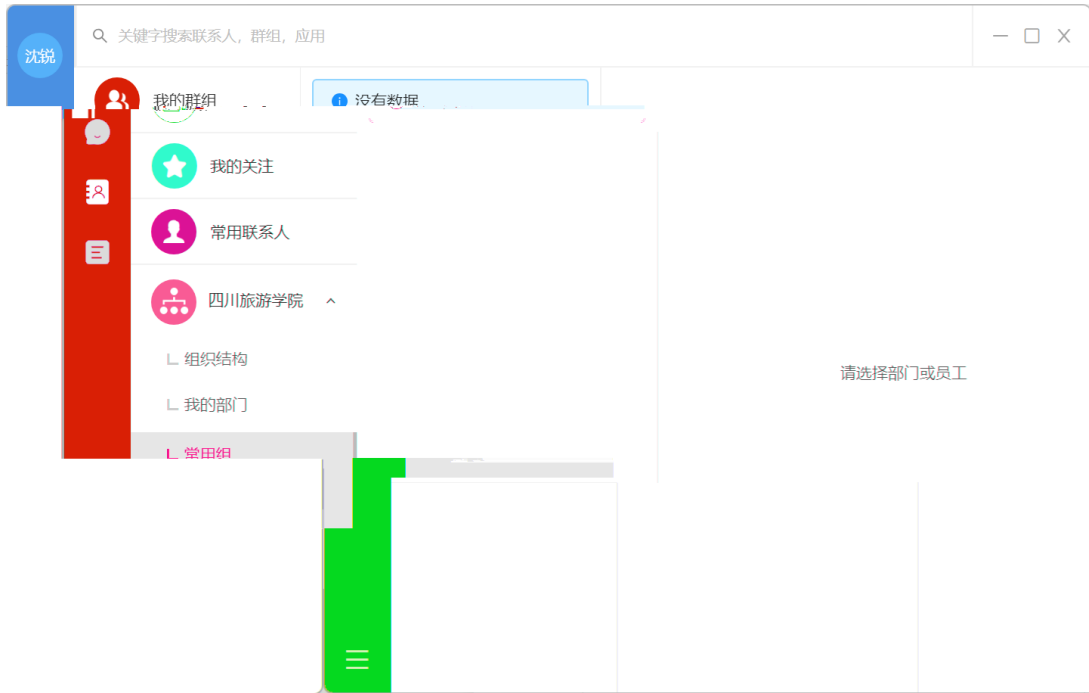 关键字搜索联系人，群组，应用
沈锐
我的群组
没有数据
我的关注
常用联系人
四川旅游学院
组织结构
请选择部门或员工
我的部门
常用组